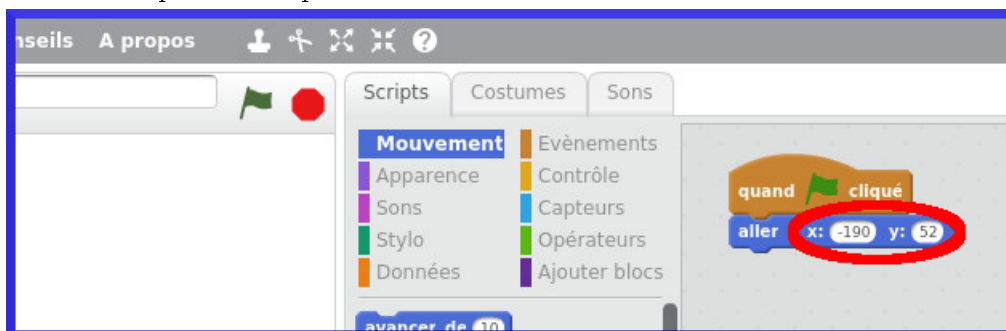 nseils A propos
Scripts Costumes Sons
Mouvement Evènements
Apparence Contrôle
Sons Capteurs
Stylo Opérateurs
Données Ajouter blocs
avancer de 10
quand cliqué
aller x: -190 y: 52